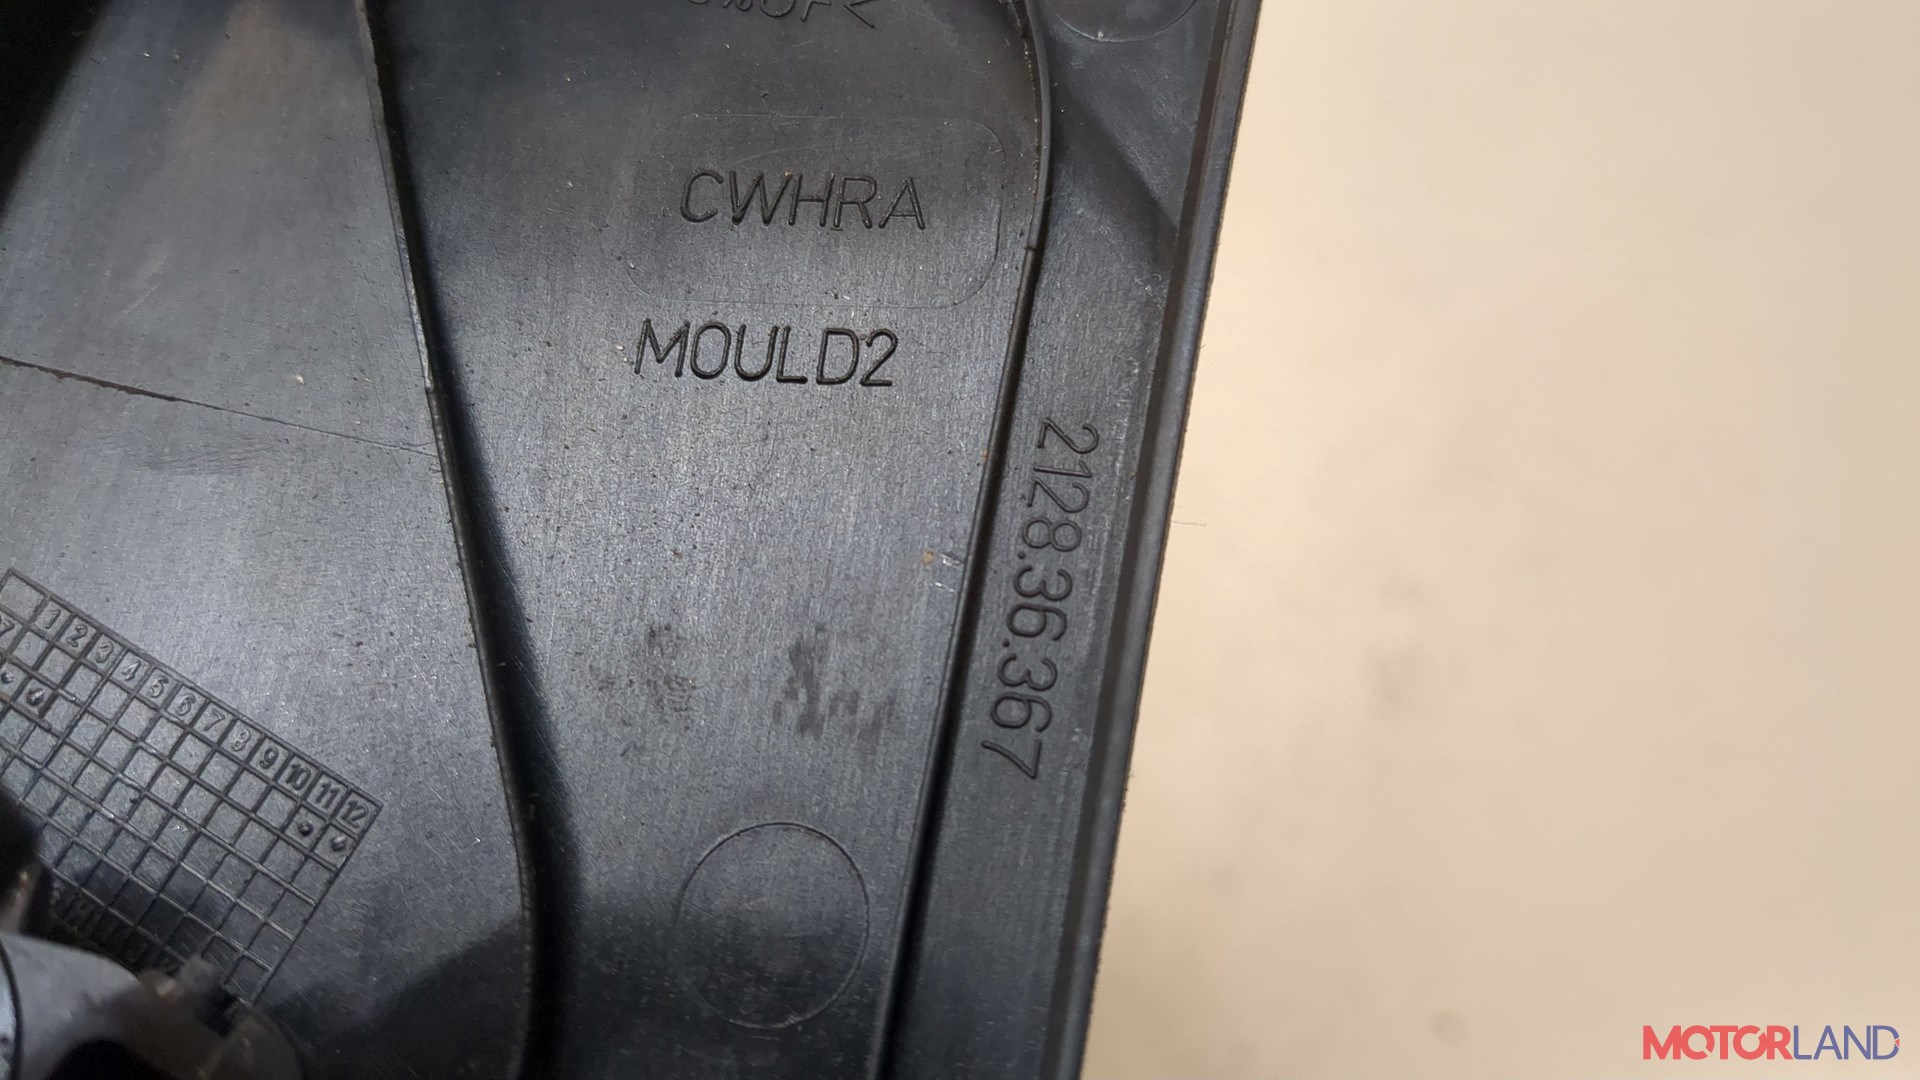 CWHRA
MOULD2
2128.36.367
1 2 3 4 5 6 7 8 9 10 11 12
MOTORLAND